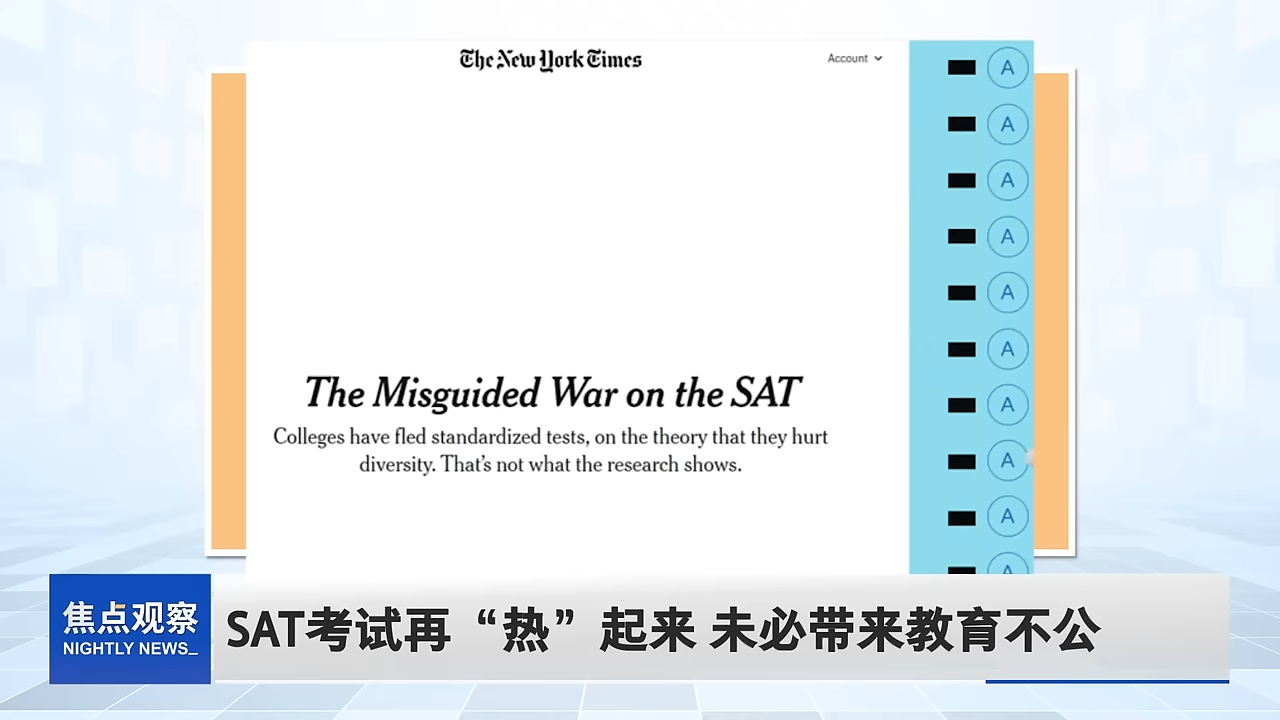 The New York Times
Account
A
A
A
A
A
A
A
A
A
A
The Misguided War on the SAT
Colleges have fled standardized tests, on the theory that they hurt
diversity. That's not what the research shows.
焦点观察
NIGHTLY NEWS_
SAT考试再“热”起来 未必带来教育不公